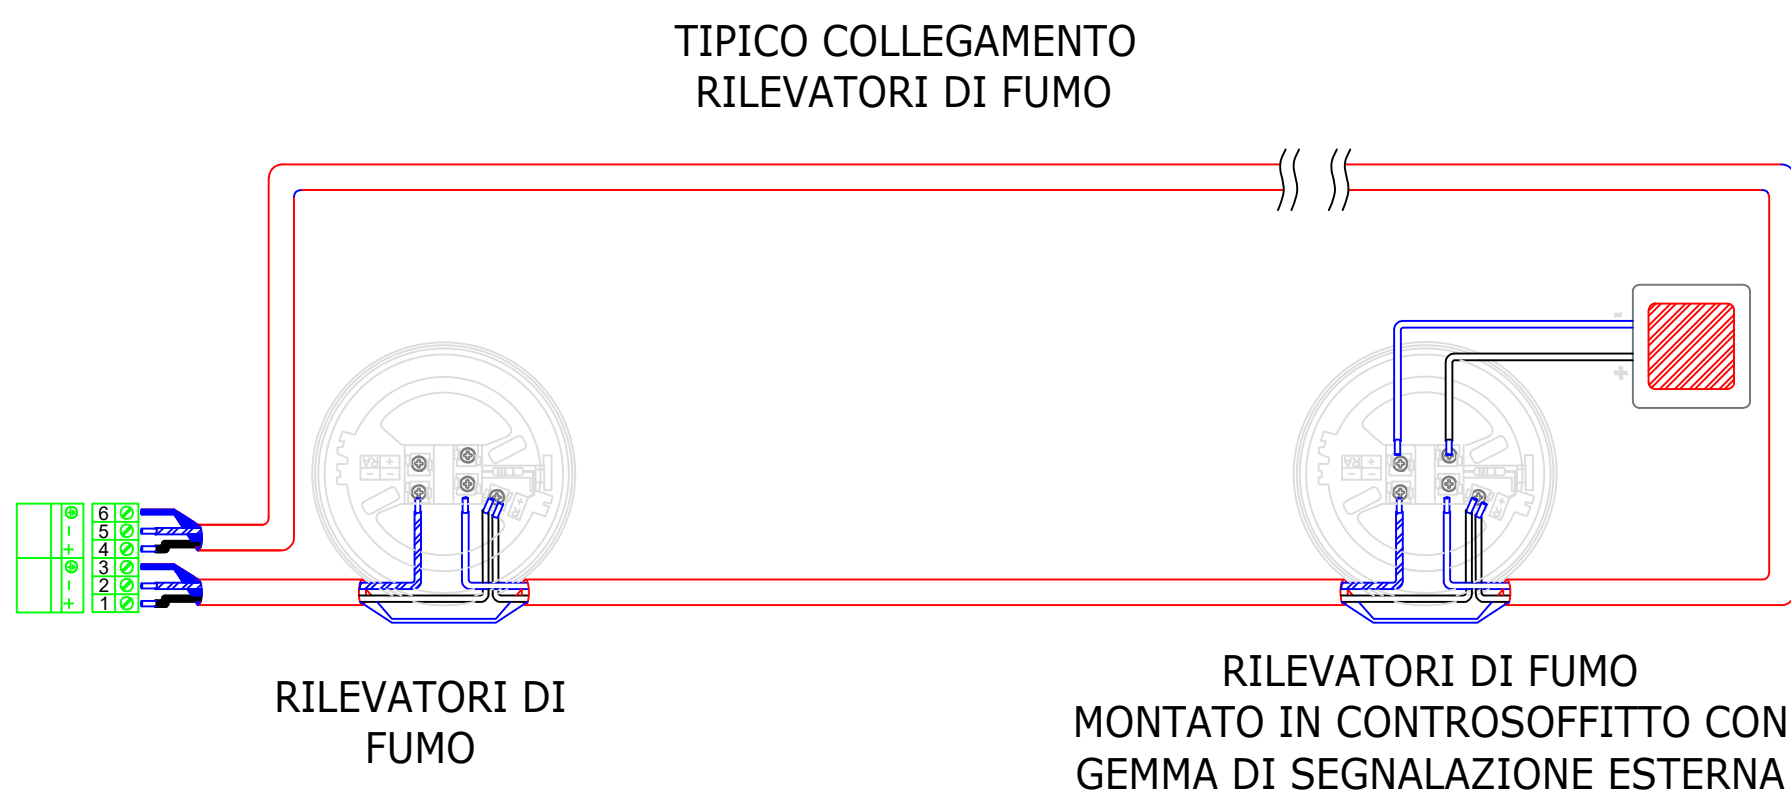 TIPICO COLLEGAMENTO
RILEVATORI DI FUMO
-
+
6
5 -
4 +
3
2 -
1 +
RILEVATORI DI
FUMO
RILEVATORI DI FUMO
MONTATO IN CONTROSOFFITTO CON
GEMMA DI SEGNALAZIONE ESTERNA